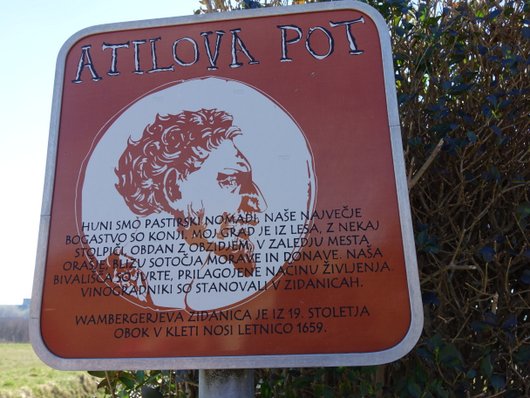 ATILOVA POT
HUNI SMO PASTIRSKI NOMADI, NAŠE NAJVEČJE
BOGASTVO SO KONJI. MOJ GRAD JE IZ LESA, Z NEKAJ
STOLPIČI, OBDAN Z OBZIDJEM, V ZALEDJU MESTA
ORASJE, BLIZU SOTOČJA MORAVE IN DONAVE. NAŠA
BIVALIŠČA SO JURTE, PRILAGOJENE NAČINU ŽIVLJENJA.
VINOGRADNIKI SO STANOVALI V ZIDANICAH.
WAMBERGERJEVA ZIDANICA JE IZ 19. STOLETJA
OBOK V KLETI NOSI LETNICO 1659.